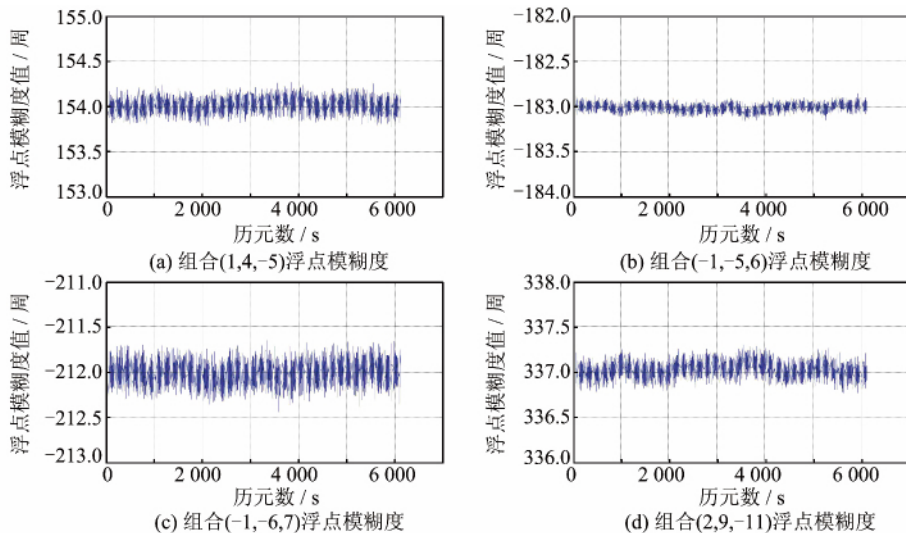 浮点模糊度值 / 周
155.0
154.5
154.0
153.5
153.0
0 2 000 4 000 6 000
历元数 / s
(a) 组合(1,4,-5)浮点模糊度
浮点模糊度值 / 周
-182.0
-182.5
-183.0
-183.5
-184.0
0 2 000 4 000 6 000
历元数 / s
(b) 组合(-1,-5,6)浮点模糊度
浮点模糊度值 / 周
-211.0
-211.5
-212.0
-212.5
-213.0
0 2 000 4 000 6 000
历元数 / s
(c) 组合(-1,-6,7)浮点模糊度
浮点模糊度值 / 周
338.0
337.5
337.0
336.5
336.0
0 2 000 4 000 6 000
历元数 / s
(d) 组合(2,9,-11)浮点模糊度